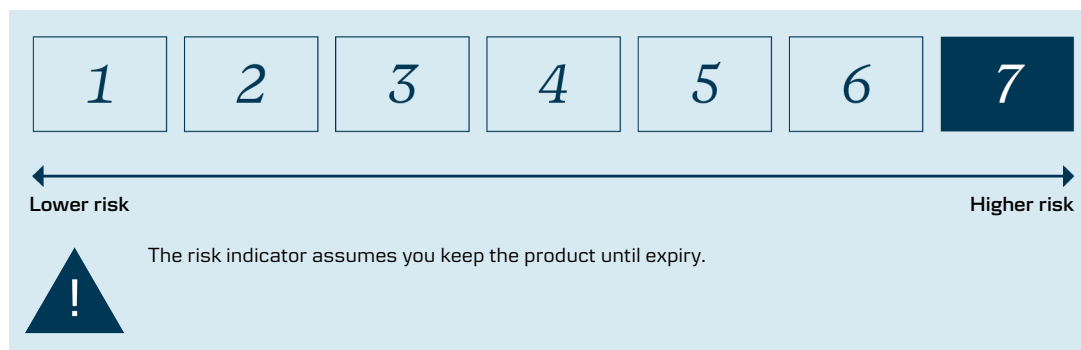 1 2 3 4 5 6 7
Lower risk Higher risk
The risk indicator assumes you keep the product until expiry.
!